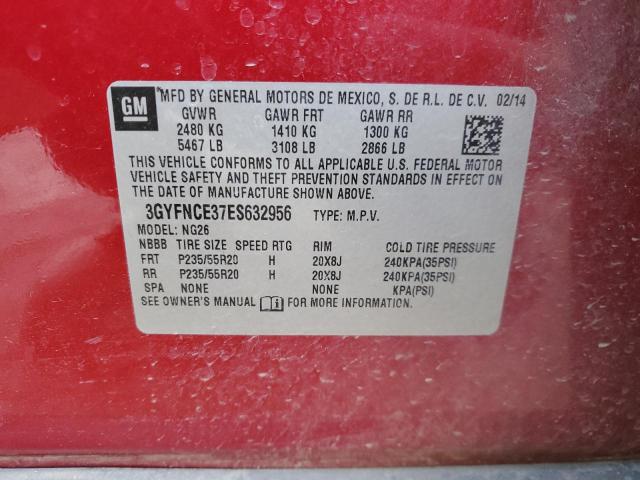 GM
MFD BY GENERAL MOTORS DE MEXICO, S. DE R.L. DE C.V. 02/14
GVWR GAWR FRT GAWR RR
2480 KG 1410 KG 1300 KG
5467 LB 3108 LB 2866 LB
THIS VEHICLE CONFORMS TO ALL APPLICABLE U.S. FEDERAL MOTOR
VEHICLE SAFETY AND THEFT PREVENTION STANDARDS IN EFFECT ON
THE DATE OF MANUFACTURE SHOWN ABOVE.
3GYFNCE37ES632956 TYPE: M.P.V.
MODEL: NG26
NBBB TIRE SIZE SPEED RTG RIM COLD TIRE PRESSURE
FRT P235/55R20 H 20X8J 240KPA(35PSI)
RR P235/55R20 H 20X8J 240KPA(35PSI)
SPA NONE NONE KPA(PSI)
SEE OWNER'S MANUAL FOR MORE INFORMATION.